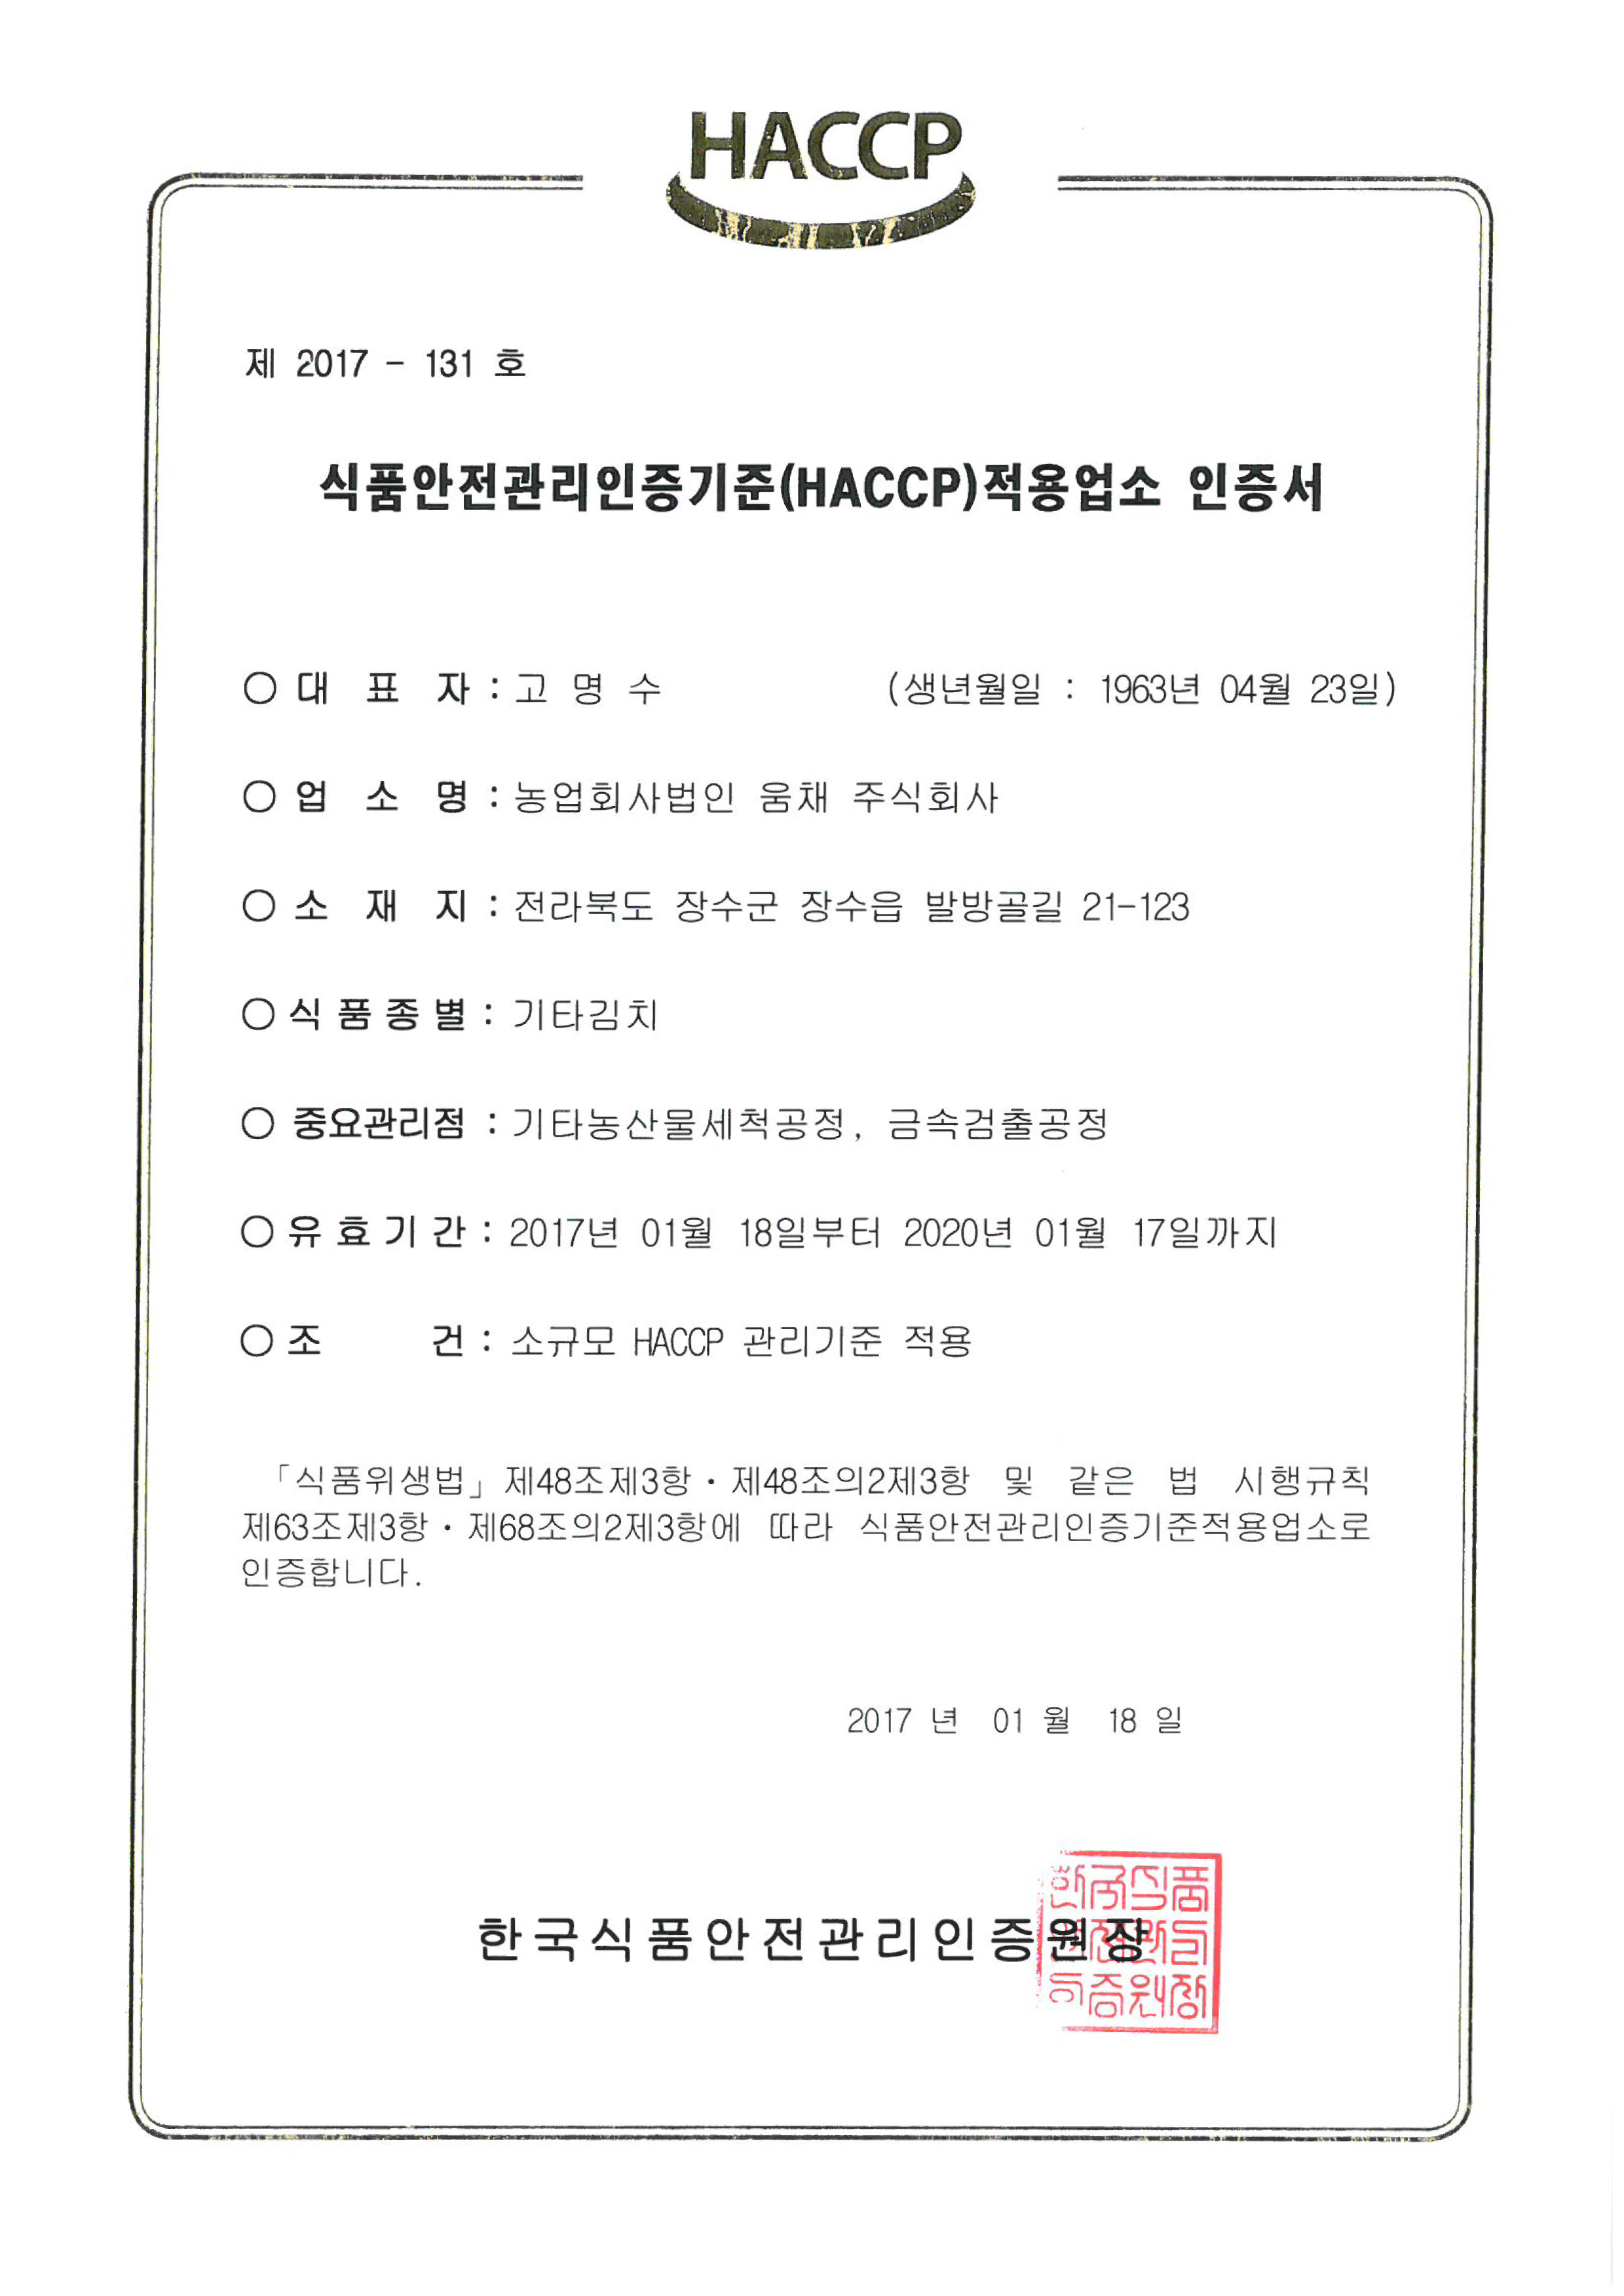 HACCP
제 2017 - 131 호
식품안전관리인증기준(HACCP)적용업소 인증서
○ 대 표 자 : 고 명 수 (생년월일 : 1963년 04월 23일)
○ 업 소 명 : 농업회사법인 움채 주식회사
○ 소 재 지 : 전라북도 장수군 장수읍 발방골길 21-123
○ 식 품 종 별 : 기타김치
○ 중요관리점 : 기타농산물세척공정, 금속검출공정
○ 유 효 기 간 : 2017년 01월 18일부터 2020년 01월 17일까지
○ 조 건 : 소규모 HACCP 관리기준 적용
「식품위생법」제48조제3항・제48조의2제3항 및 같은 법 시행규칙
제63조제3항・제68조의2제3항에 따라 식품안전관리인증기준적용업소로
인증합니다.
2017 년 01 월 18 일
한국식품안전관리인증원장